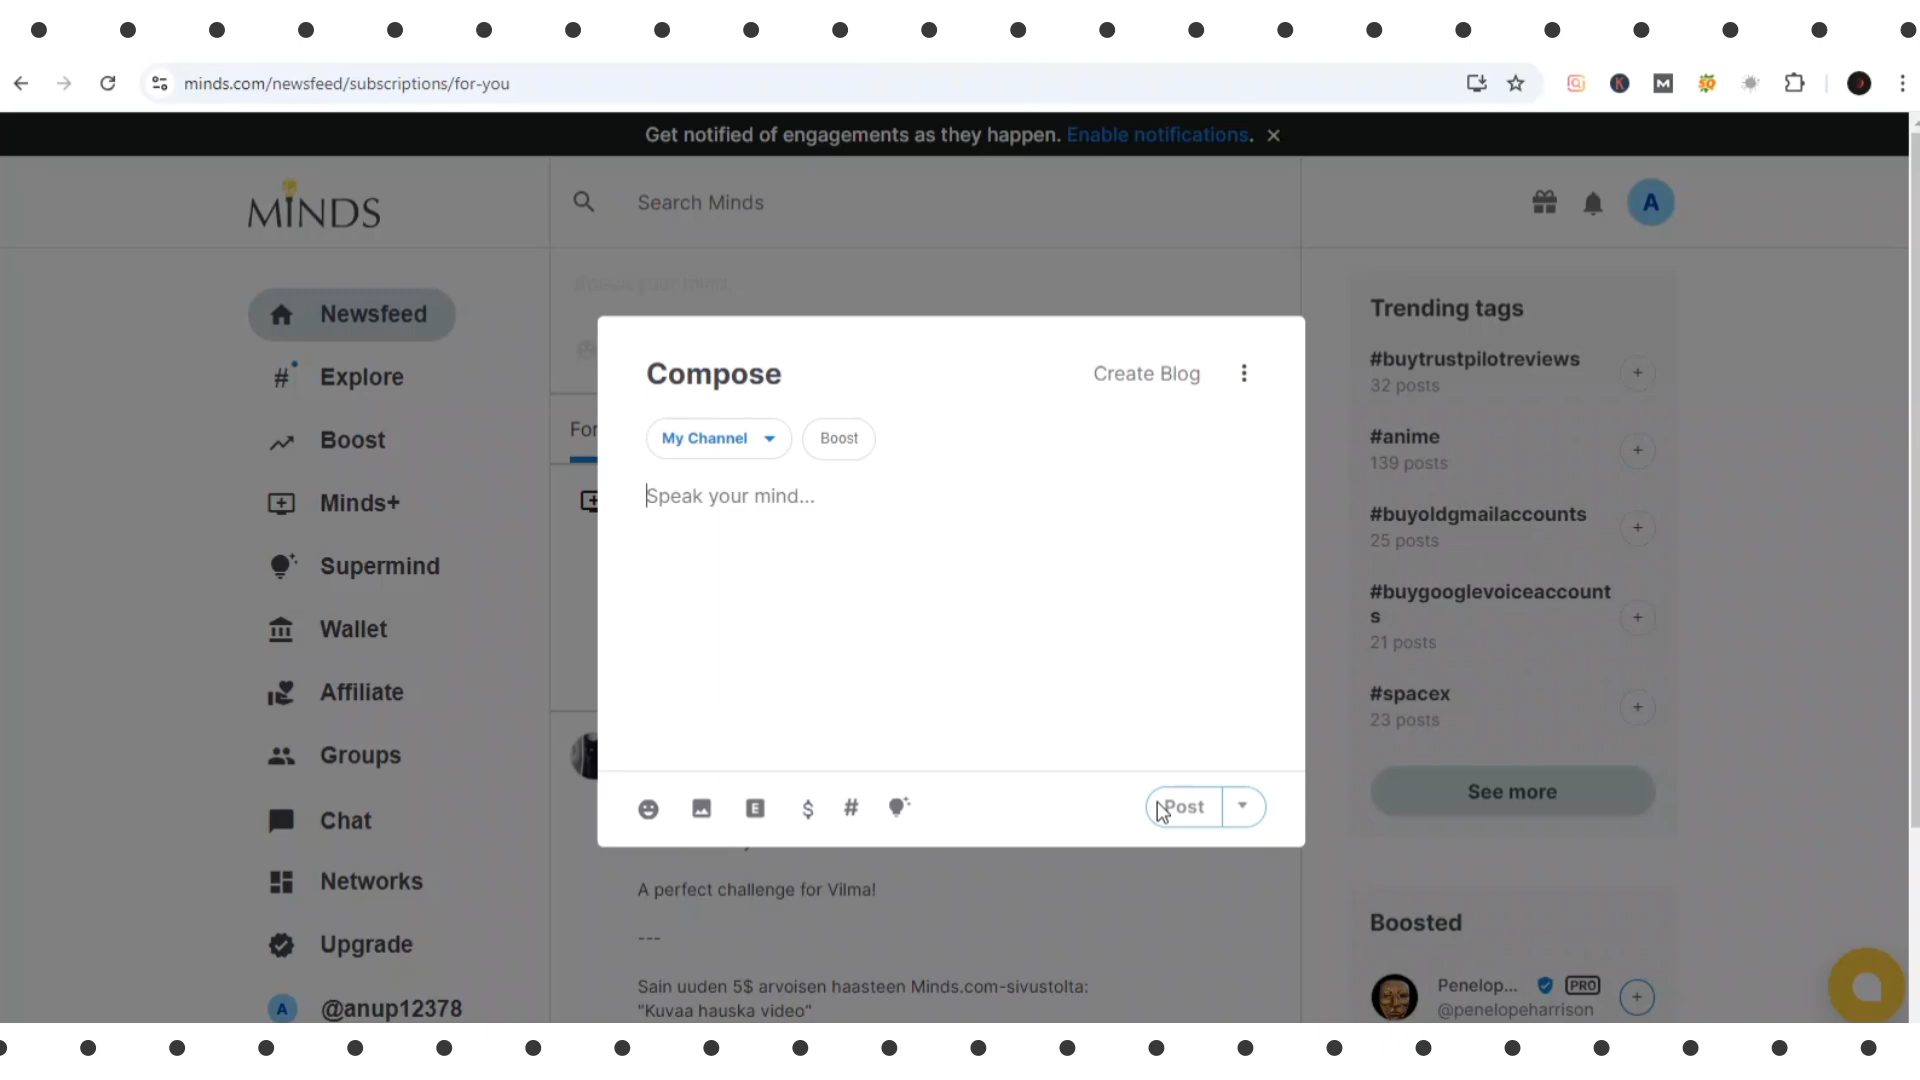 minds.com/newsfeed/subscriptions/for-you
Get notified of engagements as they happen. Enable notifications.
MINDS
Search Minds
A
Speak your mind...
Newsfeed
Explore
Boost
Minds+
Supermind
Wallet
Affiliate
Groups
Chat
Networks
Upgrade
A @anup12378
For
Compose
Create Blog
My Channel
Boost
Speak your mind...
Post
A perfect challenge for Vilma!
---
Sain uuden 5$ arvoisen haasteen Minds.com-sivustolta:
"Kuvaa hauska video"
Trending tags
#buytrustpilotreviews
32 posts
#anime
139 posts
#buyoldgmailaccounts
25 posts
#buygooglevoiceaccount
s
21 posts
#spacex
23 posts
See more
Boosted
Penelop... PRO
@penelopeharrison